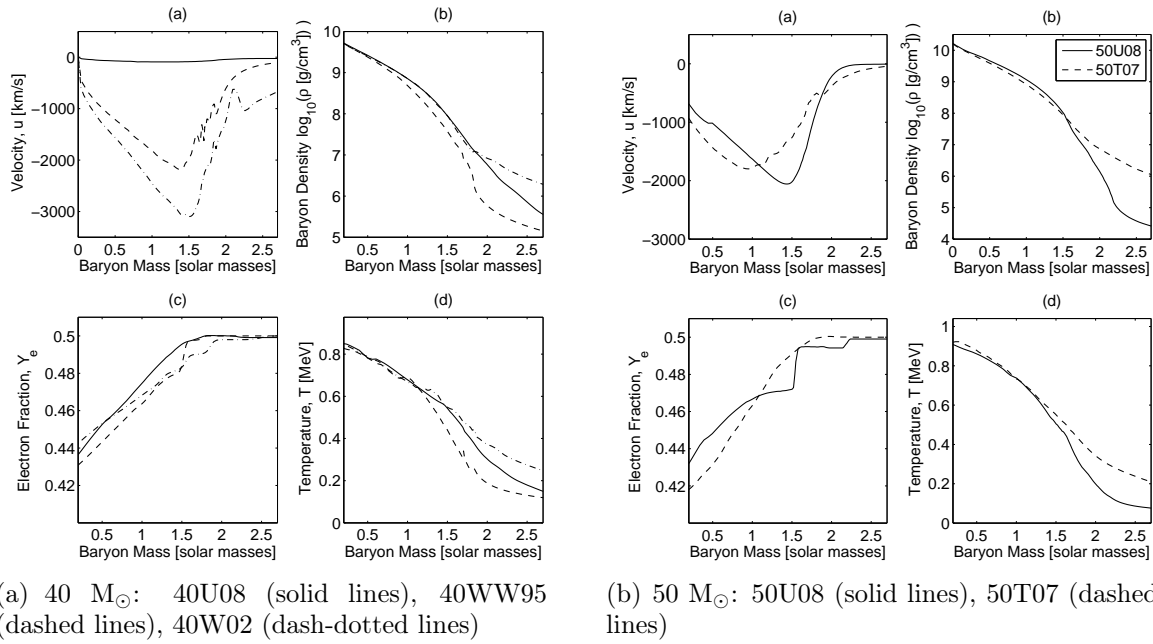 (a)
0
−1000
−2000
−3000
Velocity, u [km/s]
0 0.5 1 1.5 2 2.5
Baryon Mass [solar masses]
(b)
10
9
8
7
6
5
Baryon Density log10(ρ [g/cm3]) )
0.5 1 1.5 2 2.5
Baryon Mass [solar masses]
(c)
0.5
0.48
0.46
0.44
0.42
Electron Fraction, Ye
0.5 1 1.5 2 2.5
Baryon Mass [solar masses]
(d)
0.8
0.6
0.4
0.2
0
Temperature, T [MeV]
0.5 1 1.5 2 2.5
Baryon Mass [solar masses]
(a) 40 M⊙: 40U08 (solid lines), 40WW95
(dashed lines), 40W02 (dash-dotted lines)
(a)
0
−1000
−2000
−3000
Velocity, u [km/s]
0.5 1 1.5 2 2.5
Baryon Mass [solar masses]
(b)
10
9
8
7
6
5
4
Baryon Density log10(ρ [g/cm3]) )
50U08
50T07
0 0.5 1 1.5 2 2.5
Baryon Mass [solar masses]
(c)
0.5
0.48
0.46
0.44
0.42
Electron Fraction, Ye
0.5 1 1.5 2 2.5
Baryon Mass [solar masses]
(d)
1
0.8
0.6
0.4
0.2
0
Temperature, T [MeV]
0.5 1 1.5 2 2.5
Baryon Mass [solar masses]
(b) 50 M⊙: 50U08 (solid lines), 50T07 (dashed
lines)